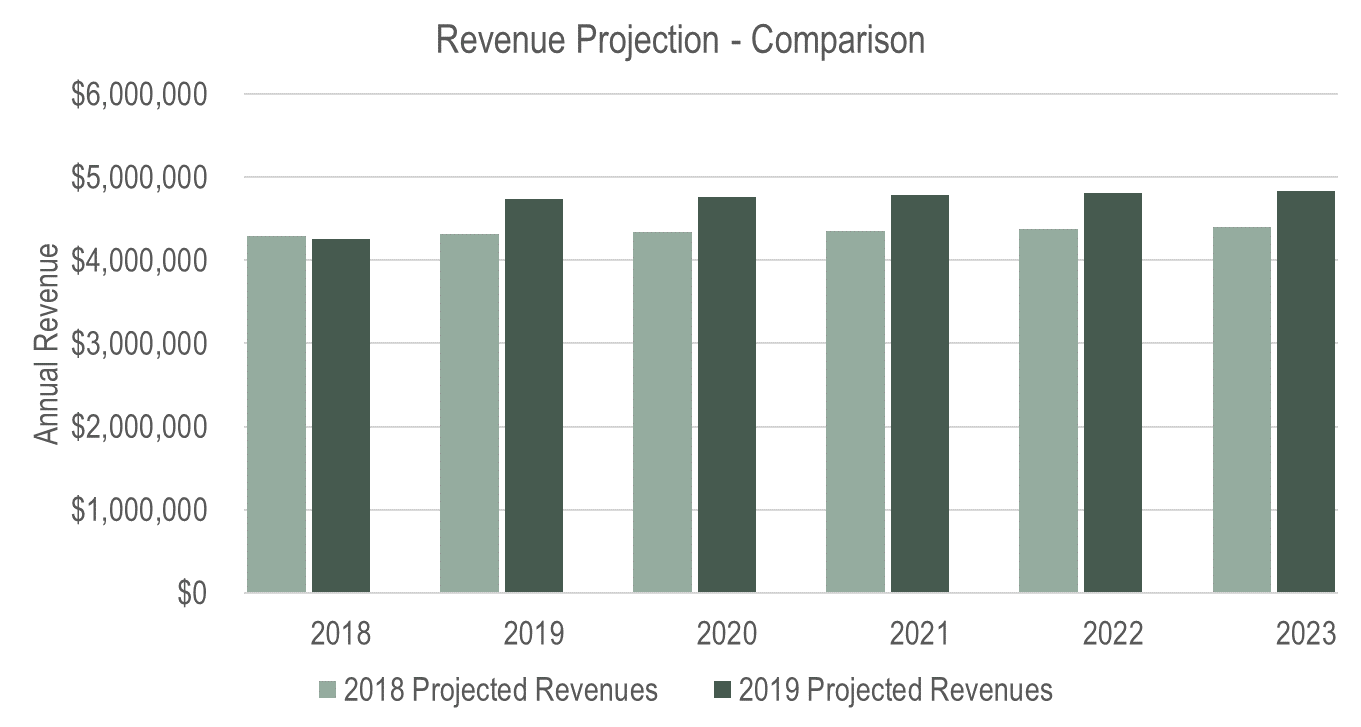 Revenue Projection - Comparison
$6,000,000
$5,000,000
$4,000,000
$3,000,000
$2,000,000
$1,000,000
$0
Annual Revenue
2018 2019 2020 2021 2022 2023
2018 Projected Revenues 2019 Projected Revenues